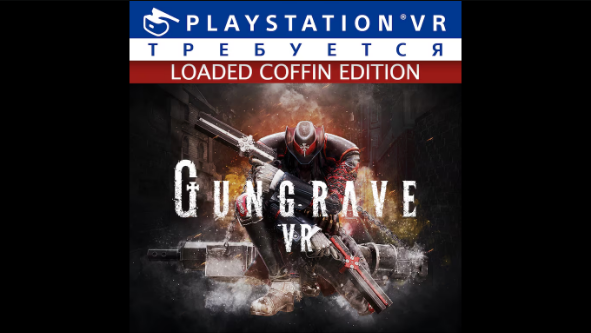 PLAYSTATION®VR
ТРЕБУЕТСЯ
LOADED COFFIN EDITION
GUNGRAVE
VR